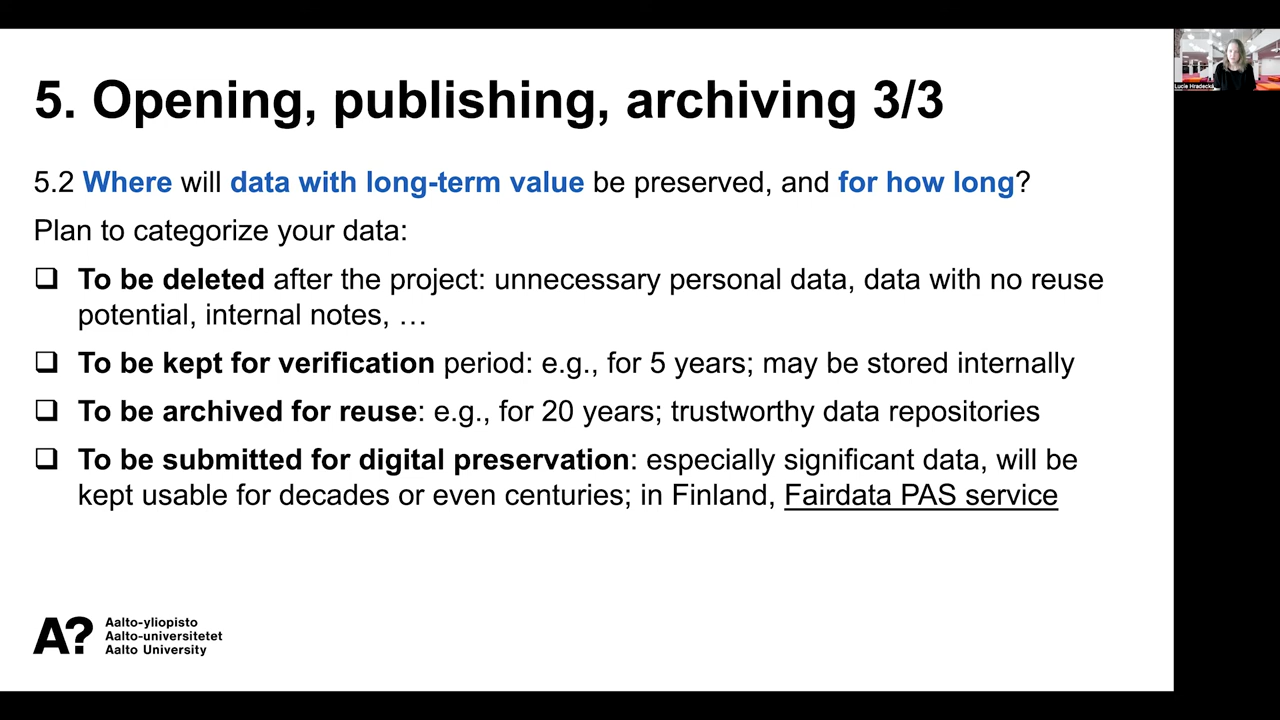 5. Opening, publishing, archiving 3/3
5.2 Where will data with long-term value be preserved, and for how long?
Plan to categorize your data:
❑ To be deleted after the project: unnecessary personal data, data with no reuse
potential, internal notes, …
❑ To be kept for verification period: e.g., for 5 years; may be stored internally
❑ To be archived for reuse: e.g., for 20 years; trustworthy data repositories
❑ To be submitted for digital preservation: especially significant data, will be
kept usable for decades or even centuries; in Finland, Fairdata PAS service
A?
Aalto-yliopisto
Aalto-universitetet
Aalto University
Lucie Hradecká